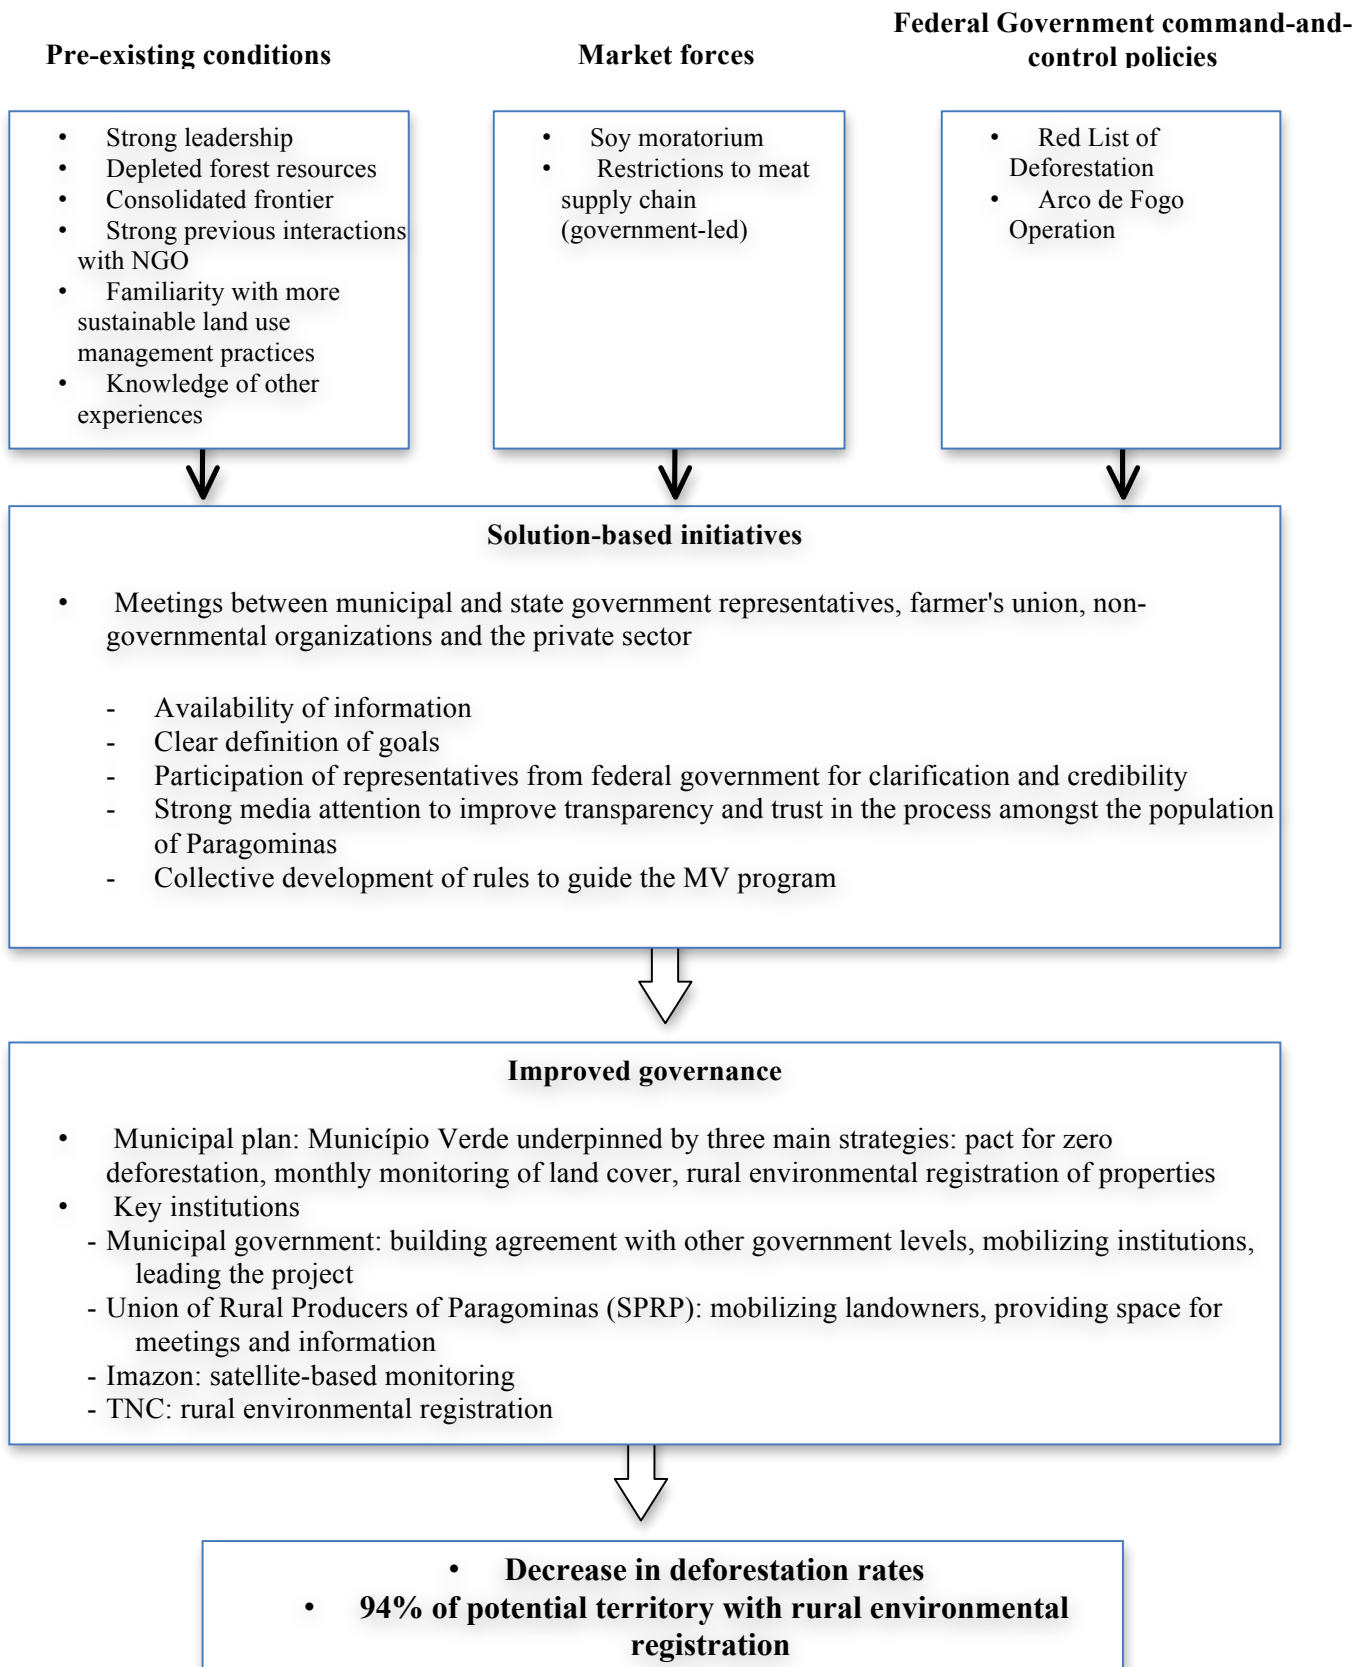 Pre-existing conditions
Market forces
Federal Government command-and-
control policies
• Strong leadership
• Depleted forest resources
• Consolidated frontier
• Strong previous interactions
with NGO
• Familiarity with more
sustainable land use
management practices
• Knowledge of other
experiences
• Soy moratorium
• Restrictions to meat
supply chain
(government-led)
• Red List of
Deforestation
• Arco de Fogo
Operation
Solution-based initiatives
• Meetings between municipal and state government representatives, farmer's union, non-
governmental organizations and the private sector
- Availability of information
- Clear definition of goals
- Participation of representatives from federal government for clarification and credibility
- Strong media attention to improve transparency and trust in the process amongst the population
of Paragominas
- Collective development of rules to guide the MV program
Improved governance
• Municipal plan: Município Verde underpinned by three main strategies: pact for zero
deforestation, monthly monitoring of land cover, rural environmental registration of properties
• Key institutions
- Municipal government: building agreement with other government levels, mobilizing institutions,
leading the project
- Union of Rural Producers of Paragominas (SPRP): mobilizing landowners, providing space for
meetings and information
- Imazon: satellite-based monitoring
- TNC: rural environmental registration
• Decrease in deforestation rates
• 94% of potential territory with rural environmental
registration